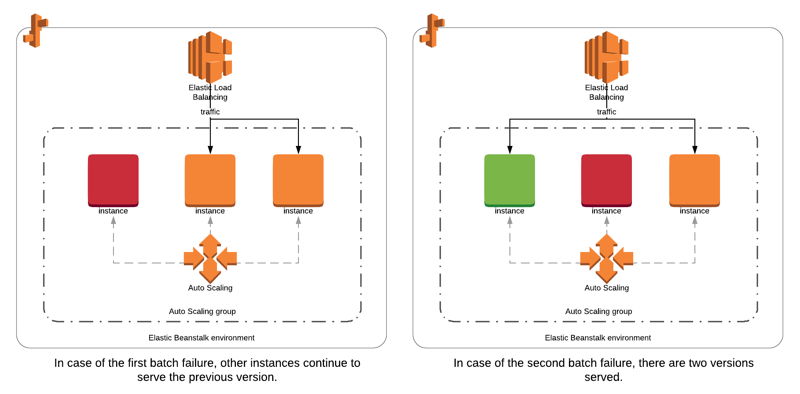 Elastic Load
Balancing
traffic
instance
instance
instance
Auto Scaling
Auto Scaling group
Elastic Beanstalk environment
In case of the first batch failure, other instances continue to
serve the previous version.
Elastic Load
Balancing
traffic
instance
instance
instance
Auto Scaling
Auto Scaling group
Elastic Beanstalk environment
In case of the second batch failure, there are two versions
served.